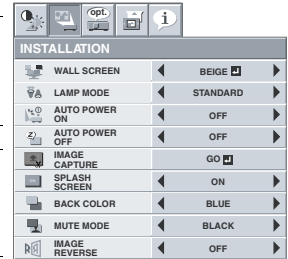 opt.
i
INSTALLATION
WALL SCREEN BEIGE
LAMP MODE STANDARD
AUTO POWER
ON OFF
AUTO POWER
OFF OFF
IMAGE
CAPTURE GO
SPLASH
SCREEN ON
BACK COLOR BLUE
MUTE MODE BLACK
IMAGE
REVERSE OFF